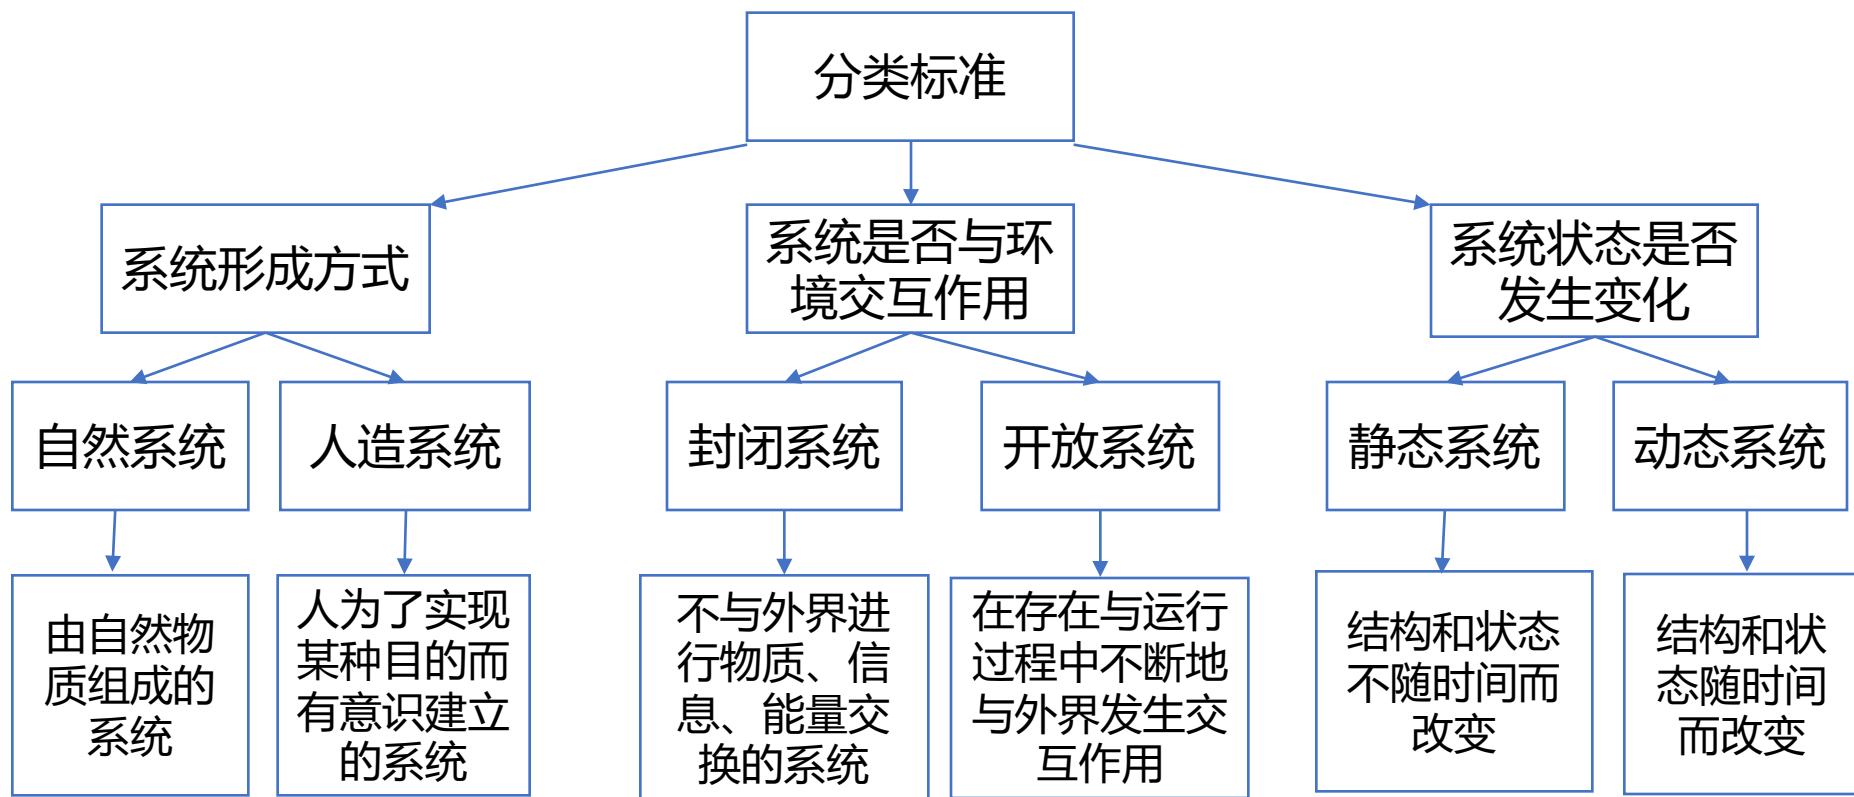 分类标准
系统形成方式
系统是否与环
境交互作用
系统状态是否
发生变化
自然系统
人造系统
封闭系统
开放系统
静态系统
动态系统
由自然物
质组成的
系统
人为了实现
某种目的而
有意识建立
的系统
不与外界进
行物质、信
息、能量交
换的系统
在存在与运行
过程中不断地
与外界发生交
互作用
结构和状态
不随时间而
改变
结构和状
态随时间
而改变